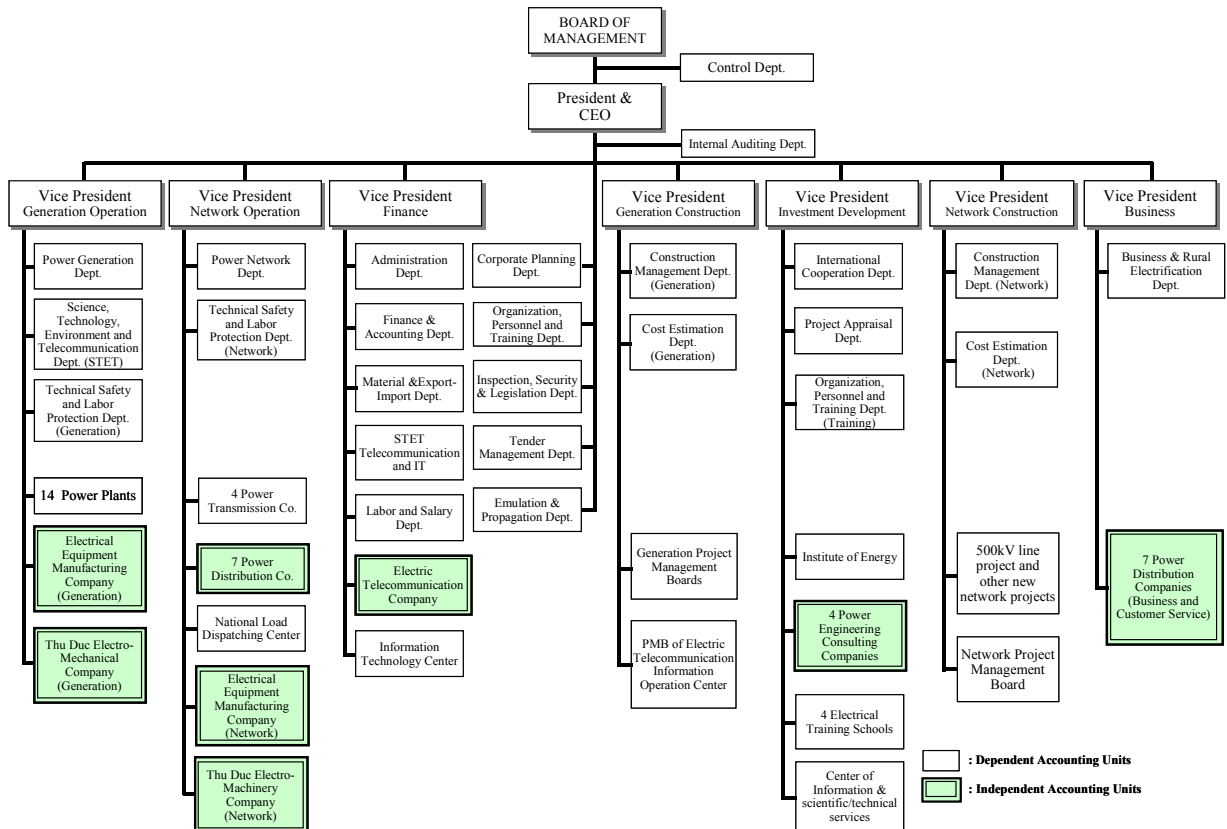 BOARD OF
MANAGEMENT
Control Dept.
President &
CEO
Internal Auditing Dept.
Vice President
Generation Operation
Vice President
Network Operation
Vice President
Finance
Vice President
Generation Construction
Vice President
Investment Development
Vice President
Network Construction
Vice President
Business
Power Generation
Dept.
Science,
Technology,
Environment and
Telecommunication
Dept. (STET)
Technical Safety
and Labor
Protection Dept.
(Generation)
14 Power Plants
Electrical
Equipment
Manufacturing
Company
(Generation)
Thu Duc Electro-
Mechanical
Company
(Generation)
Power Network
Dept.
Technical Safety
and Labor
Protection Dept.
(Network)
4 Power
Transmission Co.
7 Power
Distribution Co.
National Load
Dispatching Center
Electrical
Equipment
Manufacturing
Company
(Network)
Thu Duc Electro-
Machinery
Company
(Network)
Administration
Dept.
Finance &
Accounting Dept.
Material &Export-
Import Dept.
STET
Telecommunication
and IT
Labor and Salary
Dept.
Electric
Telecommunication
Company
Information
Technology Center
Corporate Planning
Dept.
Organization,
Personnel and
Training Dept.
Inspection, Security
& Legislation Dept.
Tender
Management Dept.
Emulation &
Propagation Dept.
Construction
Management Dept.
(Generation)
Cost Estimation
Dept.
(Generation)
Generation Project
Management
Boards
PMB of Electric
Telecommunication
Information
Operation Center
International
Cooperation Dept.
Project Appraisal
Dept.
Organization,
Personnel and
Training Dept.
(Training)
Institute of Energy
4 Power
Engineering
Consulting
Companies
4 Electrical
Training Schools
Center of
Information &
scientific/technical
services
Construction
Management
Dept. (Network)
Cost Estimation
Dept.
(Network)
500kV line
project and
other new
network projects
Network Project
Management
Board
Business & Rural
Electrification
Dept.
7 Power
Distribution
Companies
(Business and
Customer Service)
: Dependent Accounting Units
: Independent Accounting Units